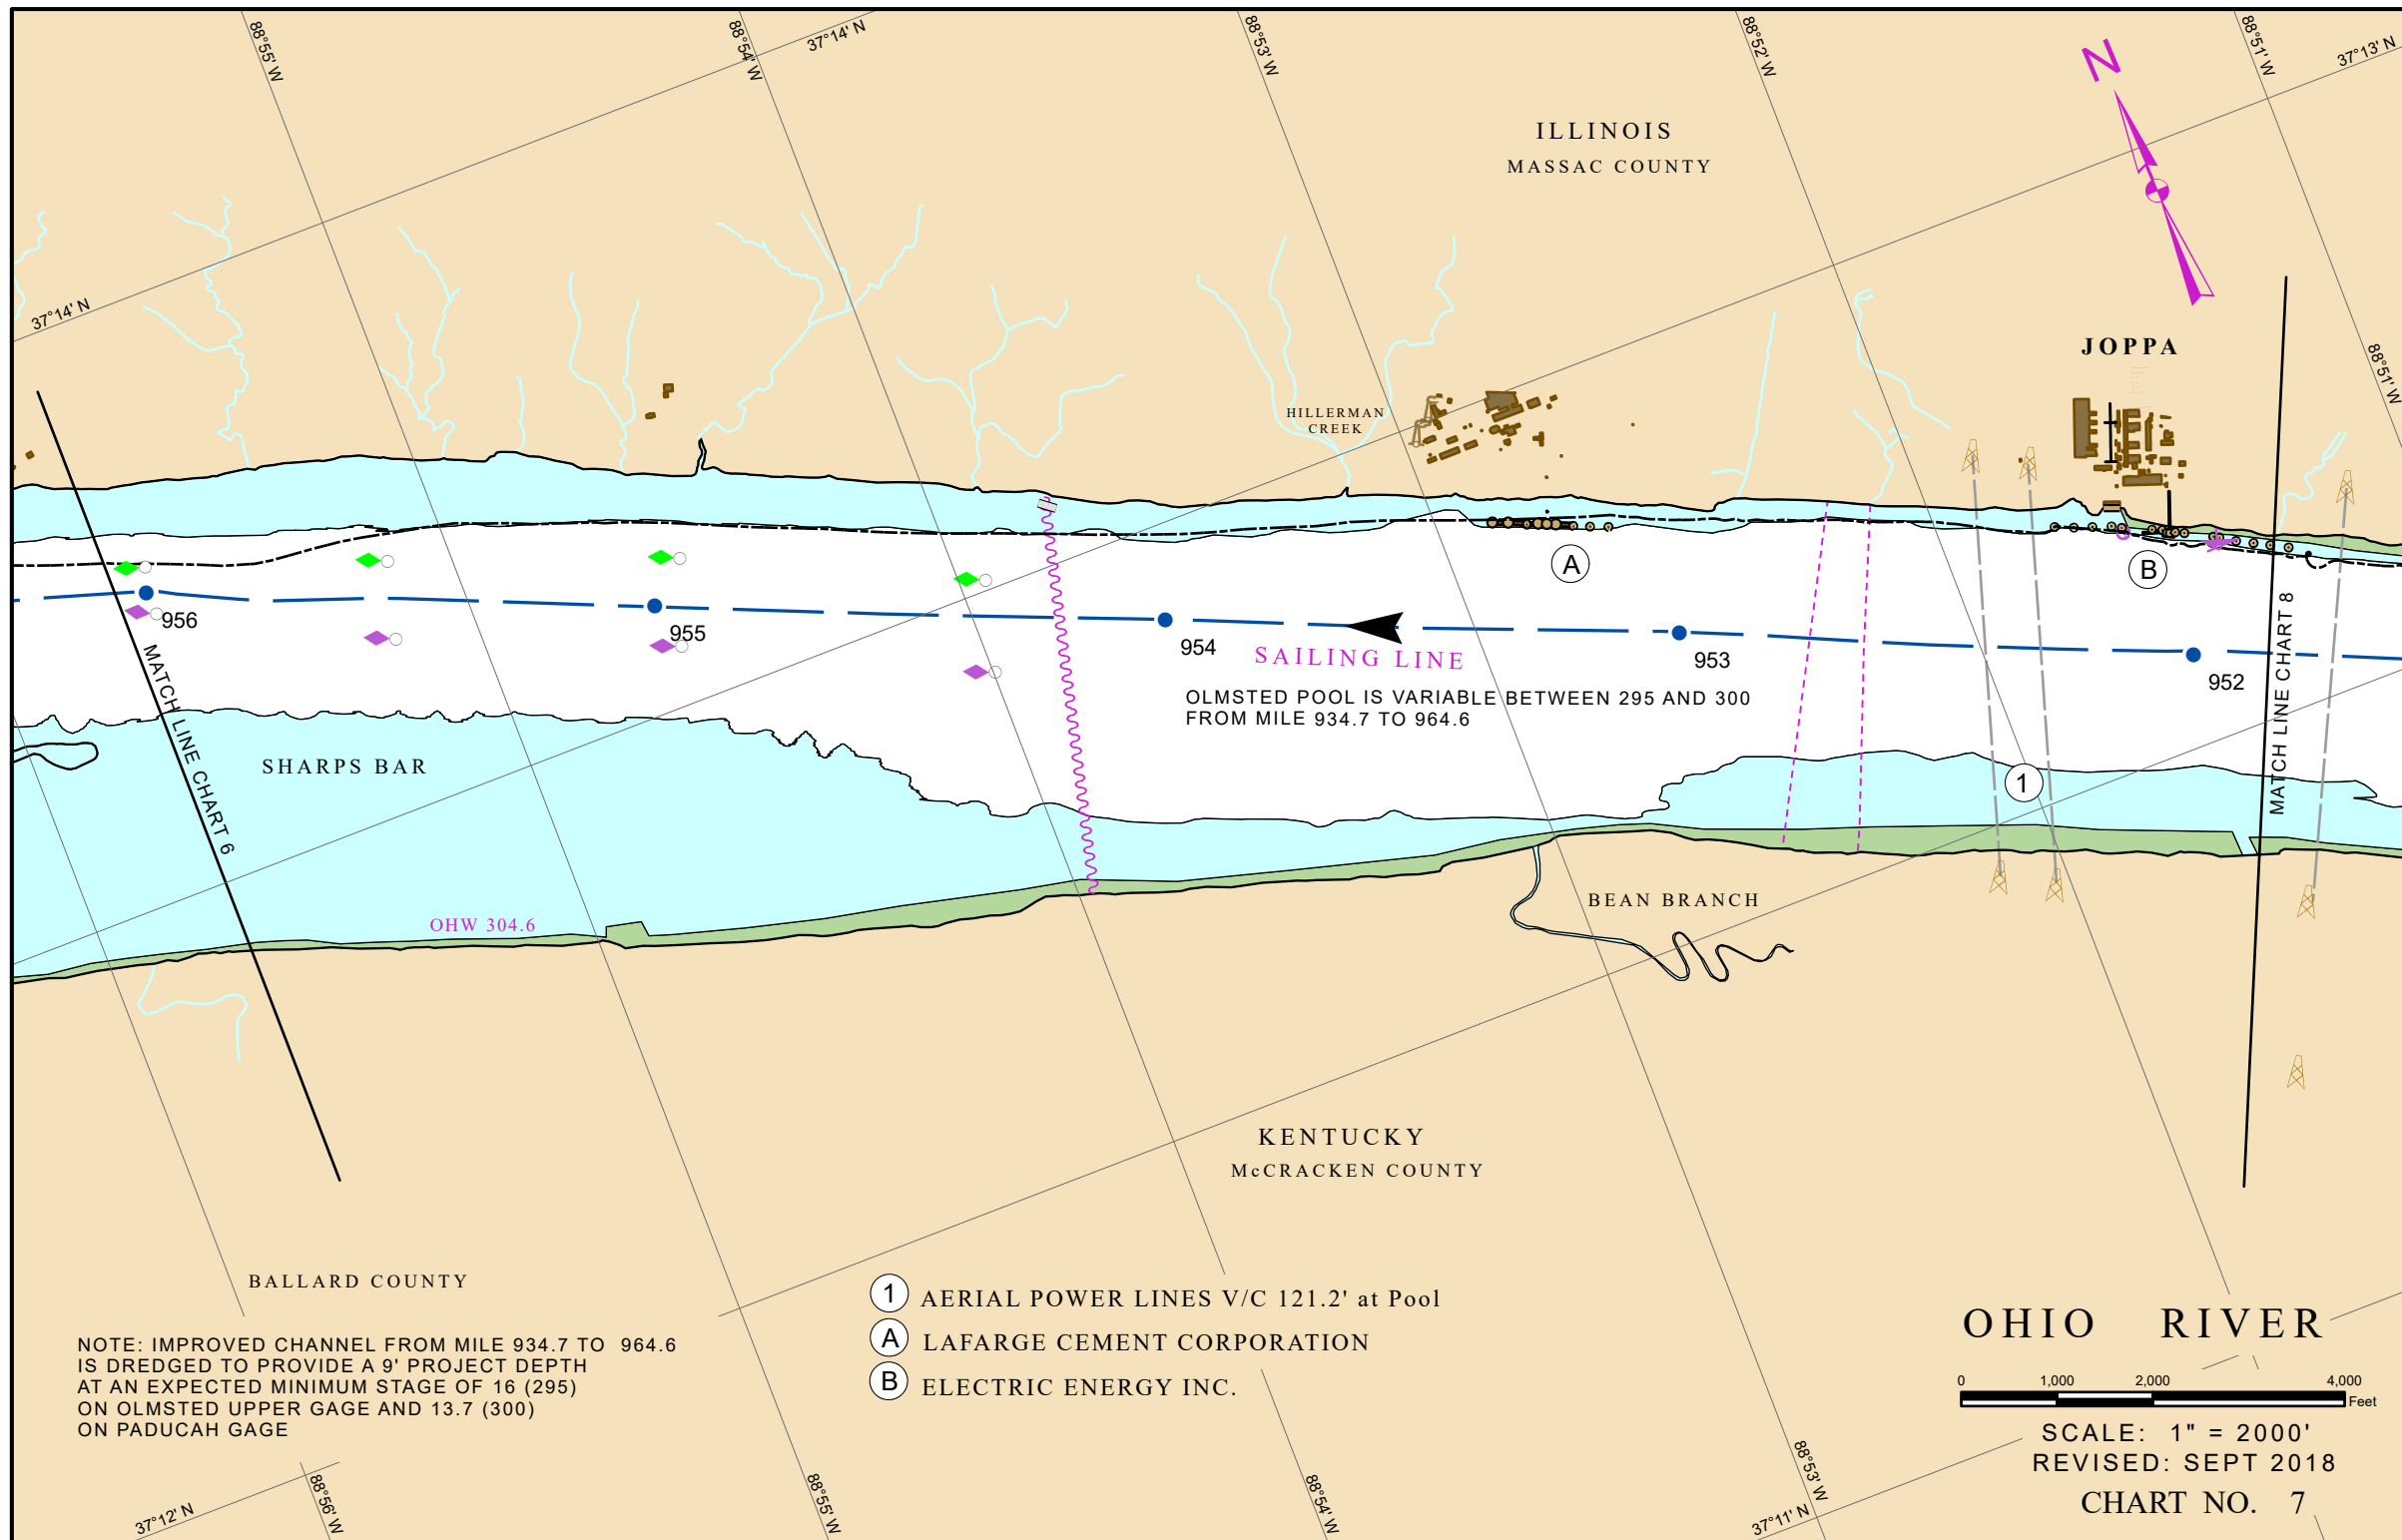 88°55' W
88°54' W
37°14' N
88°53' W
88°52' W
88°51' W
37°13' N
N
ILLINOIS
MASSAC COUNTY
37°14' N
JOPPA
88°51' W
HILLERMAN
CREEK
A
B
956
955
954
953
952
SAILING LINE
OLMSTED POOL IS VARIABLE BETWEEN 295 AND 300
FROM MILE 934.7 TO 964.6
MATCH LINE CHART 6
MATCH LINE CHART 8
SHARPS BAR
1
OHW 304.6
BEAN BRANCH
KENTUCKY
McCRACKEN COUNTY
BALLARD COUNTY
NOTE: IMPROVED CHANNEL FROM MILE 934.7 TO 964.6
IS DREDGED TO PROVIDE A 9' PROJECT DEPTH
AT AN EXPECTED MINIMUM STAGE OF 16 (295)
ON OLMSTED UPPER GAGE AND 13.7 (300)
ON PADUCAH GAGE
1 AERIAL POWER LINES V/C 121.2' at Pool
A LAFARGE CEMENT CORPORATION
B ELECTRIC ENERGY INC.
OHIO RIVER
0 1,000 2,000 4,000
Feet
SCALE: 1" = 2000'
REVISED: SEPT 2018
CHART NO. 7
37°12' N
88°56' W
88°55' W
88°54' W
88°53' W
37°11' N